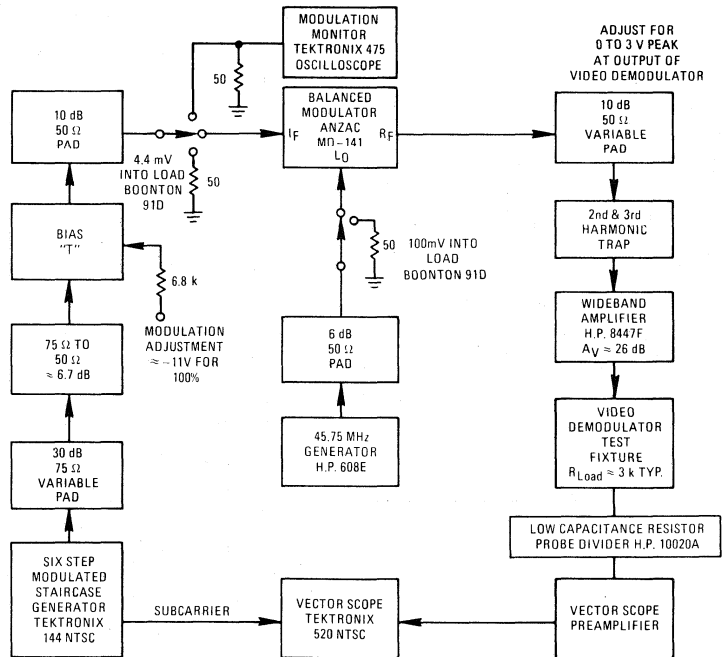 MODULATION
MONITOR
TEKTRONIX 475
OSCILLOSCOPE
50
ADJUST FOR
0 TO 3 V PEAK
AT OUTPUT OF
VIDEO DEMODULATOR
10 dB
50 Ω
PAD
4.4 mV
INTO LOAD
BOONTON
91D
50
BALANCED
MODULATOR
ANZAC
MD-141
IF
RF
LO
10 dB
50 Ω
VARIABLE
PAD
BIAS
"T"
6.8 k
MODULATION
ADJUSTMENT
≈ -11V FOR
100%
50
100mV INTO
LOAD
BOONTON 91D
2nd & 3rd
HARMONIC
TRAP
75 Ω TO
50 Ω
≈ 6.7 dB
6 dB
50 Ω
PAD
WIDEBAND
AMPLIFIER
H.P. 8447F
AV ≈ 26 dB
30 dB
75 Ω
VARIABLE
PAD
45.75 MHz
GENERATOR
H.P. 608E
VIDEO
DEMODULATOR
TEST
FIXTURE
RLoad ≈ 3 k TYP.
LOW CAPACITANCE RESISTOR
PROBE DIVIDER H.P. 10020A
SIX STEP
MODULATED
STAIRCASE
GENERATOR
TEKTRONIX
144 NTSC
SUBCARRIER
VECTOR SCOPE
TEKTRONIX
520 NTSC
VECTOR SCOPE
PREAMPLIFIER